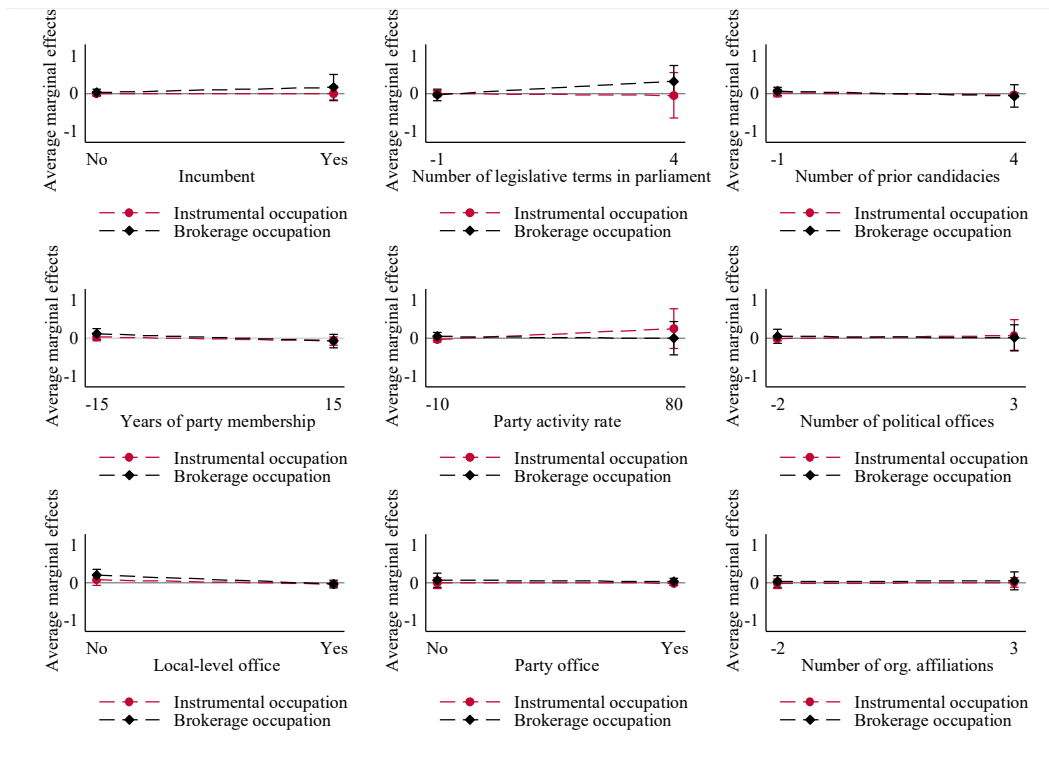 Average marginal effects
1
0
-1
No
Yes
Incumbent
Instrumental occupation
Brokerage occupation
Average marginal effects
1
0
-1
-1
4
Number of legislative terms in parliament
Instrumental occupation
Brokerage occupation
Average marginal effects
1
0
-1
-1
4
Number of prior candidacies
Instrumental occupation
Brokerage occupation
Average marginal effects
1
0
-1
-15
15
Years of party membership
Instrumental occupation
Brokerage occupation
Average marginal effects
1
0
-1
-10
80
Party activity rate
Instrumental occupation
Brokerage occupation
Average marginal effects
1
0
-1
-2
3
Number of political offices
Instrumental occupation
Brokerage occupation
Average marginal effects
1
0
-1
No
Yes
Local-level office
Instrumental occupation
Brokerage occupation
Average marginal effects
1
0
-1
No
Yes
Party office
Instrumental occupation
Brokerage occupation
Average marginal effects
1
0
-1
-2
3
Number of org. affiliations
Instrumental occupation
Brokerage occupation